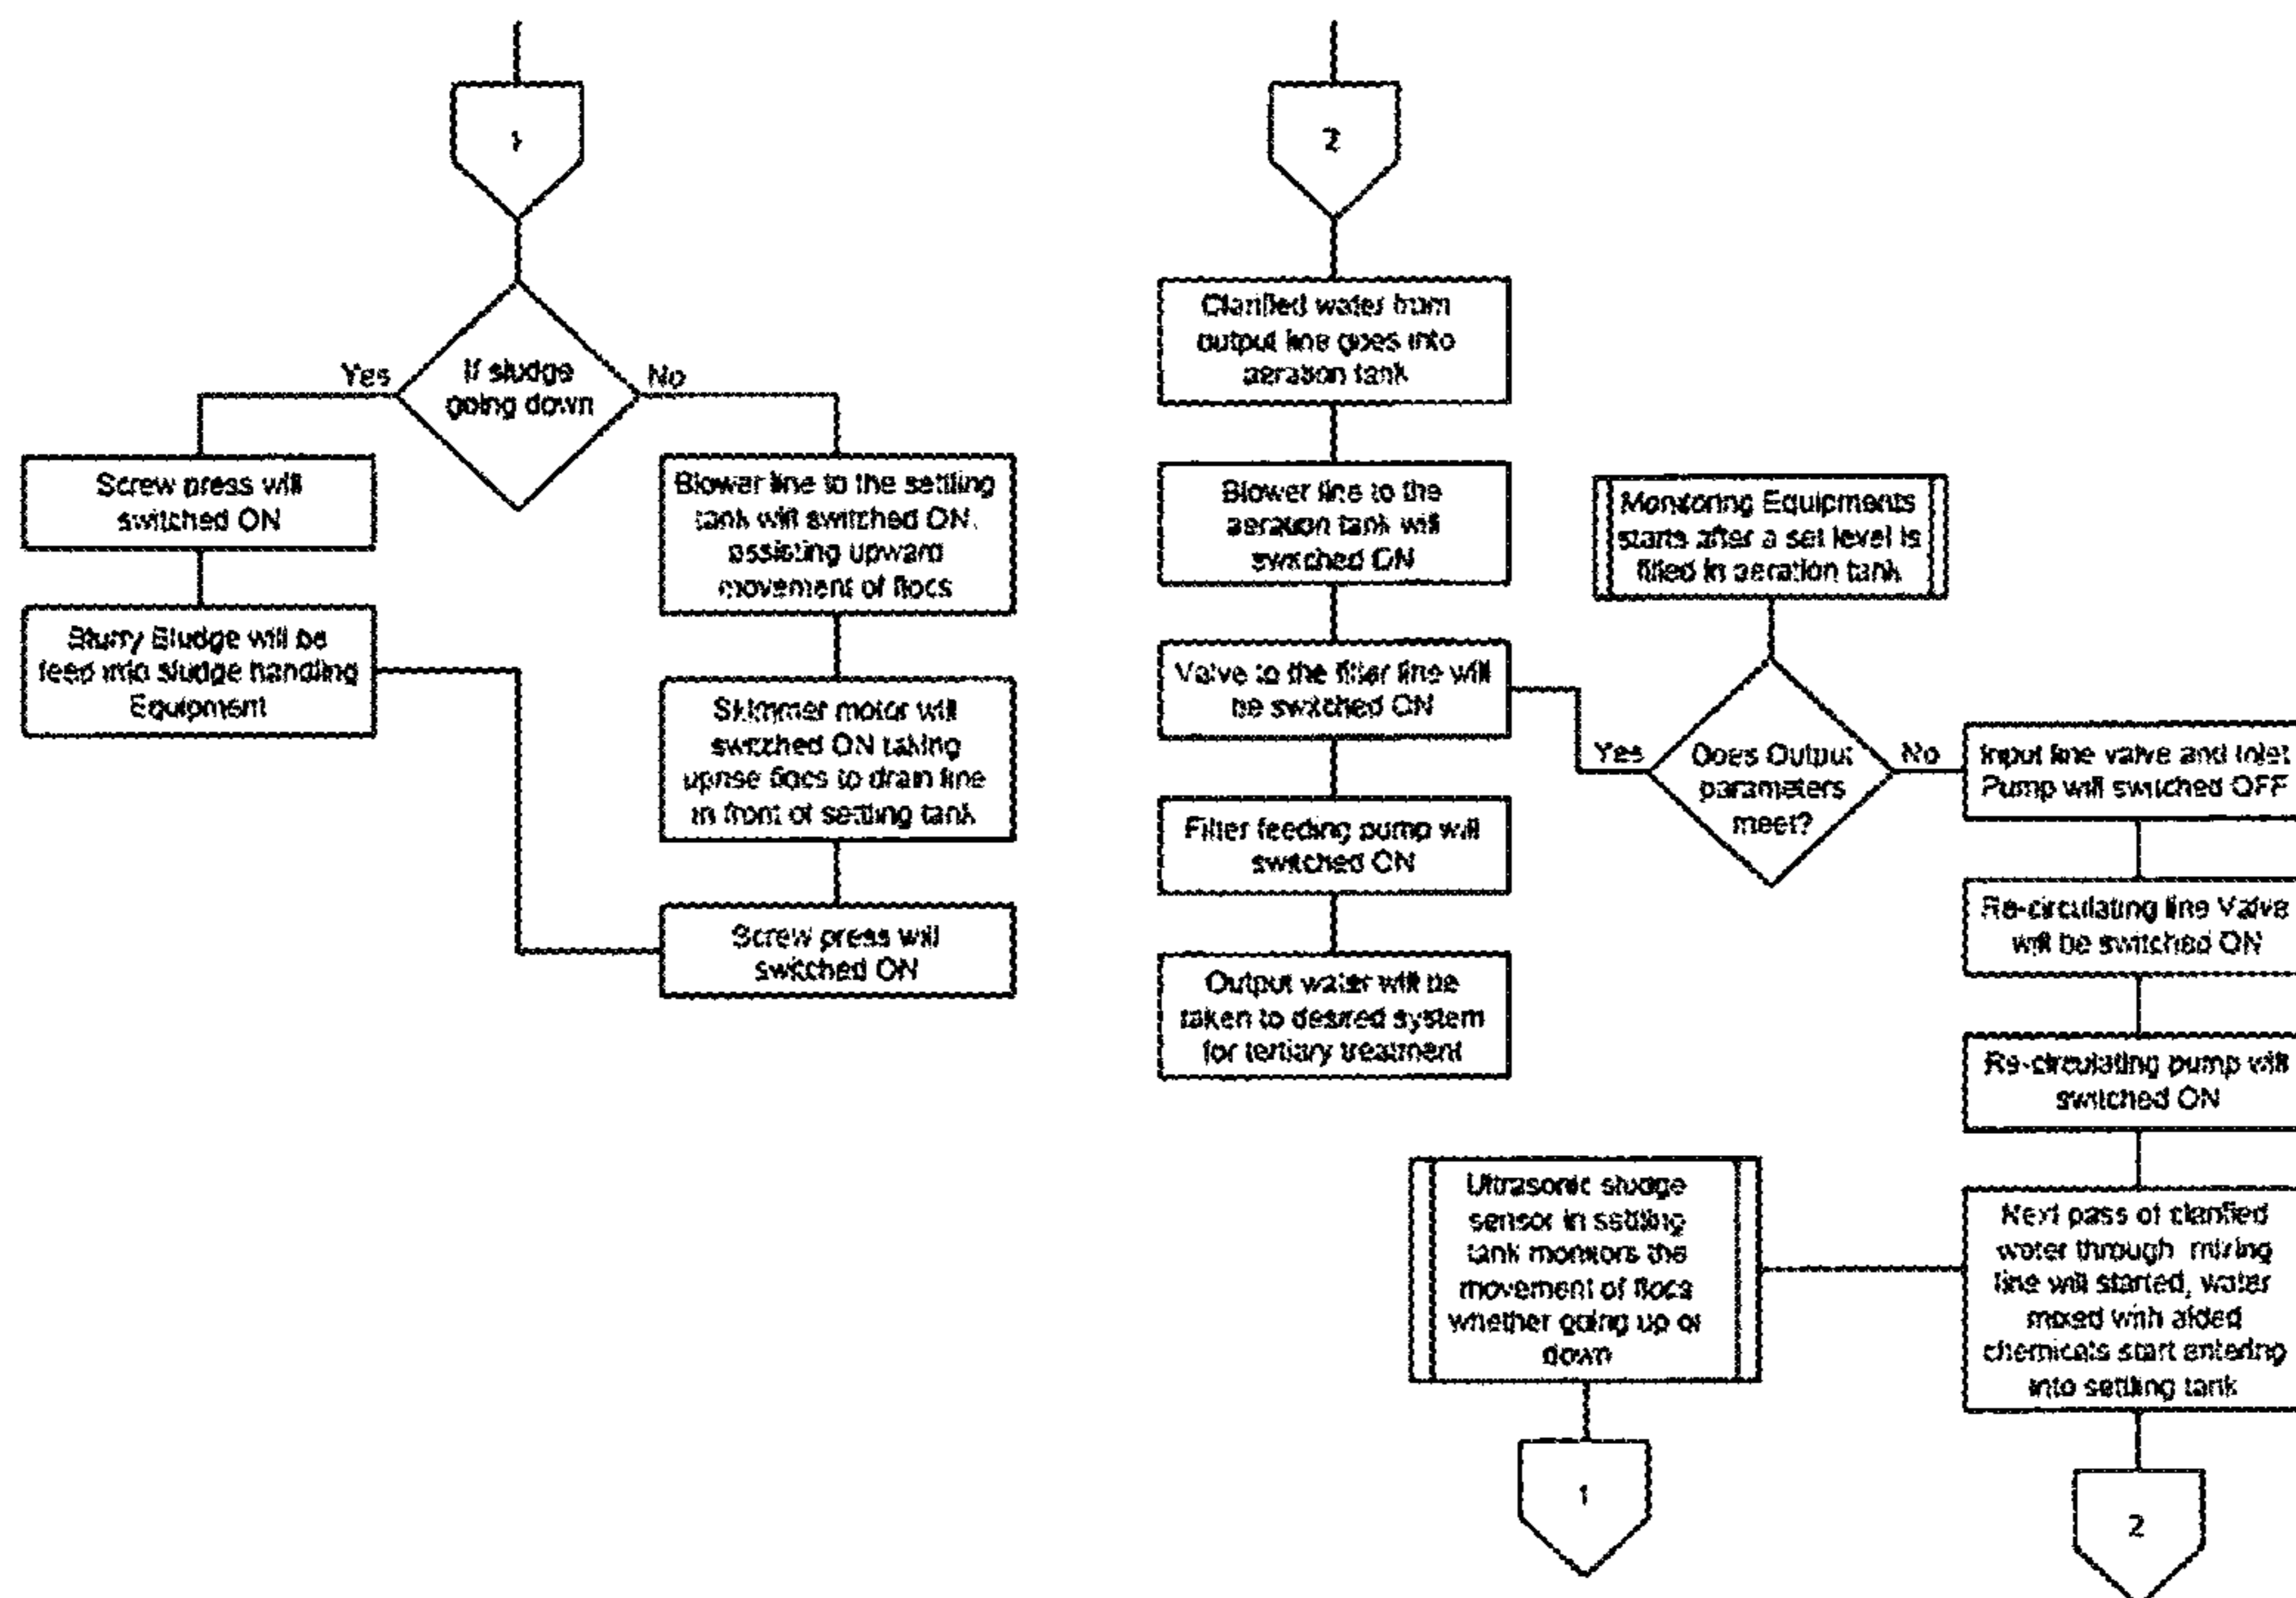 1
If sludge
going down
Yes
No
Screw press will
switched ON
Slurry Sludge will be
feed into sludge handling
Equipment
Blower line to the settling
tank will switched ON,
assisting upward
movement of flocs
Skimmer motor will
switched ON taking
uprise flocs to drain line
in front of settling tank
Screw press will
switched ON
2
Clarified water from
output line goes into
aeration tank
Blower line to the
aeration tank will
switched ON
Valve to the filter line will
be switched ON
Filter feeding pump will
switched ON
Output water will be
taken to desired system
for tertiary treatment
Monitoring Equipments
starts after a set level is
filled in aeration tank
Does Output
parameters
meet?
Yes
No
Input line valve and Inlet
Pump will switched OFF
Re-circulating line Valve
will be switched ON
Re-circulating pump will
switched ON
Next pass of clarified
water through mixing
line will started, water
mixed with aided
chemicals start entering
into settling tank
Ultrasonic sludge
sensor in settling
tank monitors the
movement of flocs
whether going up or
down
1
2